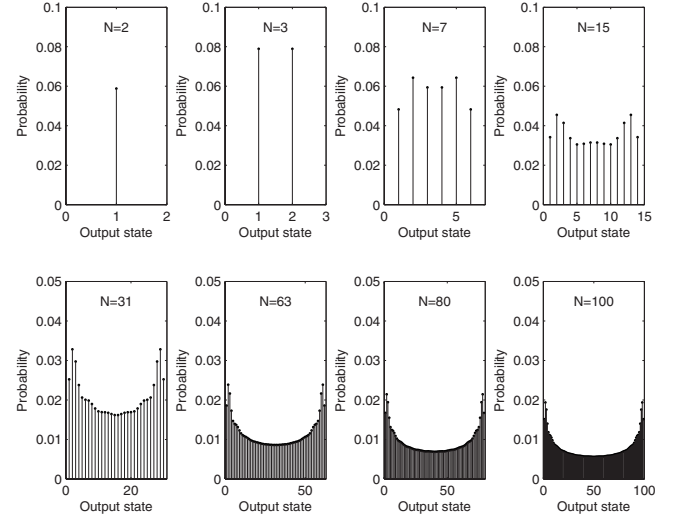 0.1
0.08
0.06
0.04
0.02
0
Probability
N=2
0
1
2
Output state
0.1
0.08
0.06
0.04
0.02
0
Probability
N=3
0
1
2
3
Output state
0.1
0.08
0.06
0.04
0.02
0
Probability
N=7
0
5
Output state
0.1
0.08
0.06
0.04
0.02
0
Probability
N=15
0
5
10
15
Output state
0.05
0.04
0.03
0.02
0.01
0
Probability
N=31
0
20
Output state
0.05
0.04
0.03
0.02
0.01
0
Probability
N=63
0
50
Output state
0.05
0.04
0.03
0.02
0.01
0
Probability
N=80
0
50
Output state
0.05
0.04
0.03
0.02
0.01
0
Probability
N=100
0
50
100
Output state